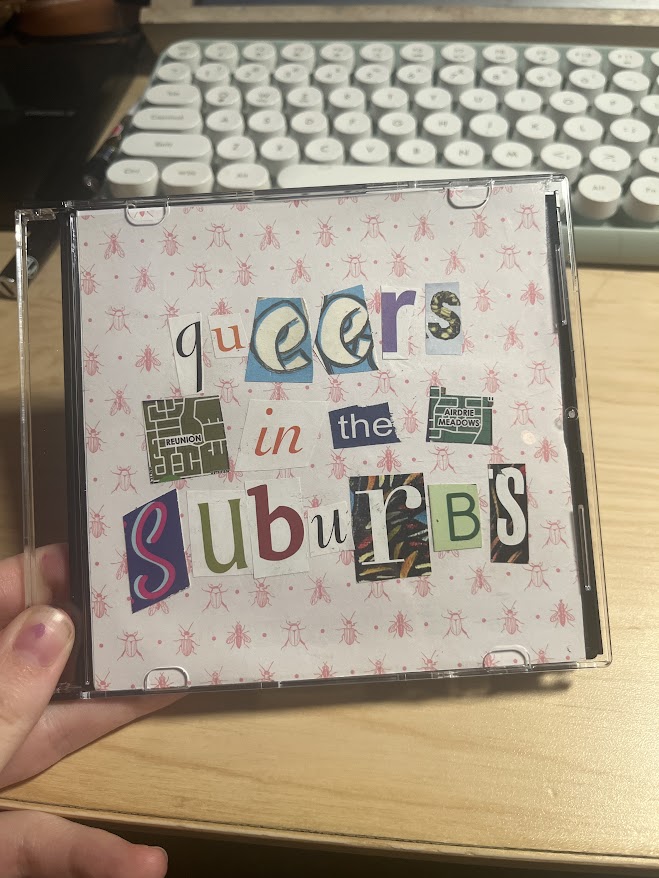 queers
REUNION in the AIRDRIE MEADOWS
SuburBS